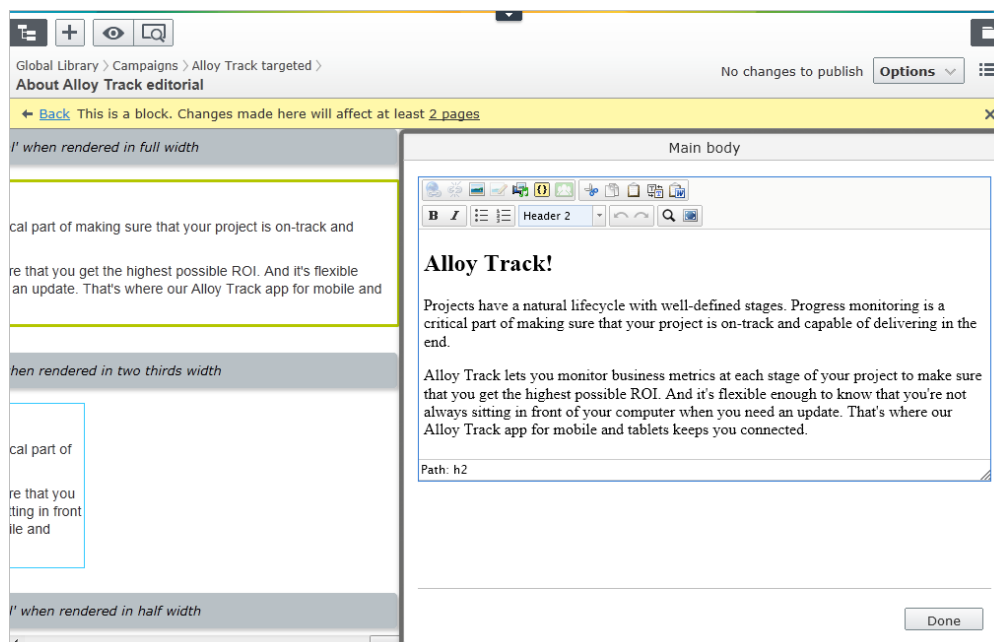 Global Library > Campaigns > Alloy Track targeted >
About Alloy Track editorial
No changes to publish
Options
Back This is a block. Changes made here will affect at least 2 pages
l' when rendered in full width
cal part of making sure that your project is on-track and
re that you get the highest possible ROI. And it's flexible
an update. That's where our Alloy Track app for mobile and
hen rendered in two thirds width
cal part of
re that you
tting in front
ile and
l' when rendered in half width
Main body
B I
Header 2
Alloy Track!
Projects have a natural lifecycle with well-defined stages. Progress monitoring is a
critical part of making sure that your project is on-track and capable of delivering in the
end.
Alloy Track lets you monitor business metrics at each stage of your project to make sure
that you get the highest possible ROI. And it's flexible enough to know that you're not
always sitting in front of your computer when you need an update. That's where our
Alloy Track app for mobile and tablets keeps you connected.
Path: h2
Done